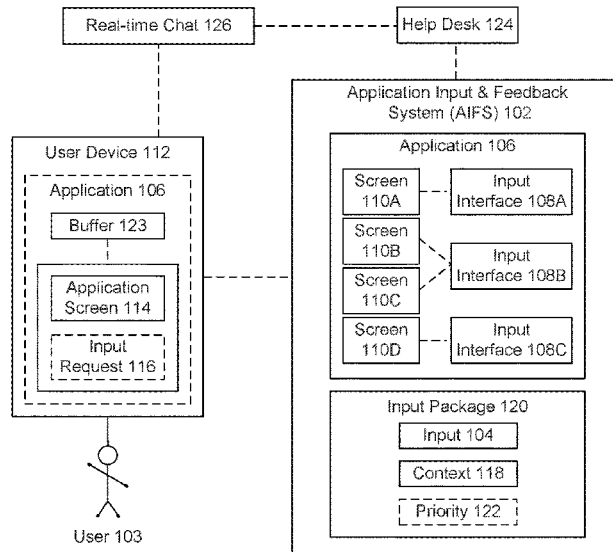 Real-time Chat 126
Help Desk 124
Application Input & Feedback
System (AIFS) 102
User Device 112
Application 106
Buffer 123
Application
Screen 114
Input
Request 116
User 103
Application 106
Screen
110A
Input
Interface 108A
Screen
110B
Input
Interface 108B
Screen
110C
Screen
110D
Input
Interface 108C
Input Package 120
Input 104
Context 118
Priority 122